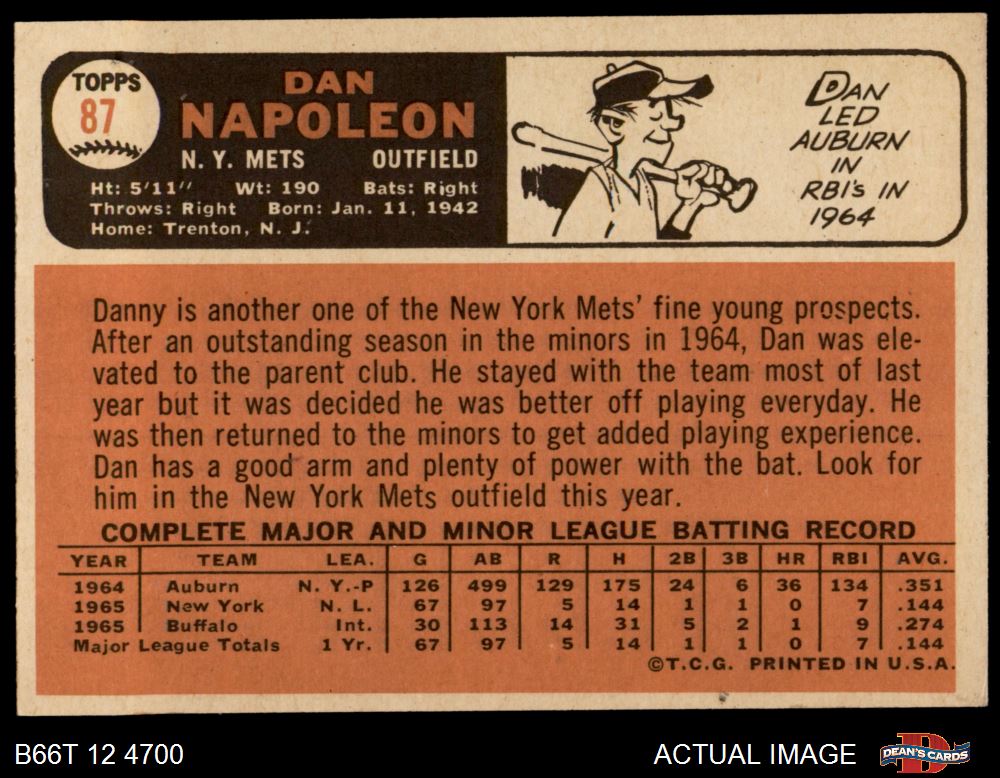 TOPPS
87
DAN
NAPOLEON
N. Y. METS OUTFIELD
Ht: 5'11" Wt: 190 Bats: Right
Throws: Right Born: Jan. 11, 1942
Home: Trenton, N. J.
DAN
LED
AUBURN
IN
RBI's IN
1964
Danny is another one of the New York Mets' fine young prospects.
After an outstanding season in the minors in 1964, Dan was ele-
vated to the parent club. He stayed with the team most of last
year but it was decided he was better off playing everyday. He
was then returned to the minors to get added playing experience.
Dan has a good arm and plenty of power with the bat. Look for
him in the New York Mets outfield this year.
COMPLETE MAJOR AND MINOR LEAGUE BATTING RECORD
YEAR TEAM LEA. G AB R H 2B 3B HR RBI AVG.
1964 Auburn N. Y.-P 126 499 129 175 24 6 36 134 .351
1965 New York N. L. 67 97 5 14 1 1 0 7 .144
1965 Buffalo Int. 30 113 14 31 5 2 1 9 .274
Major League Totals 1 Yr. 67 97 5 14 1 1 0 7 .144
©T.C.G. PRINTED IN U.S.A.
B66T 12 4700
ACTUAL IMAGE
DEAN'S CARDS